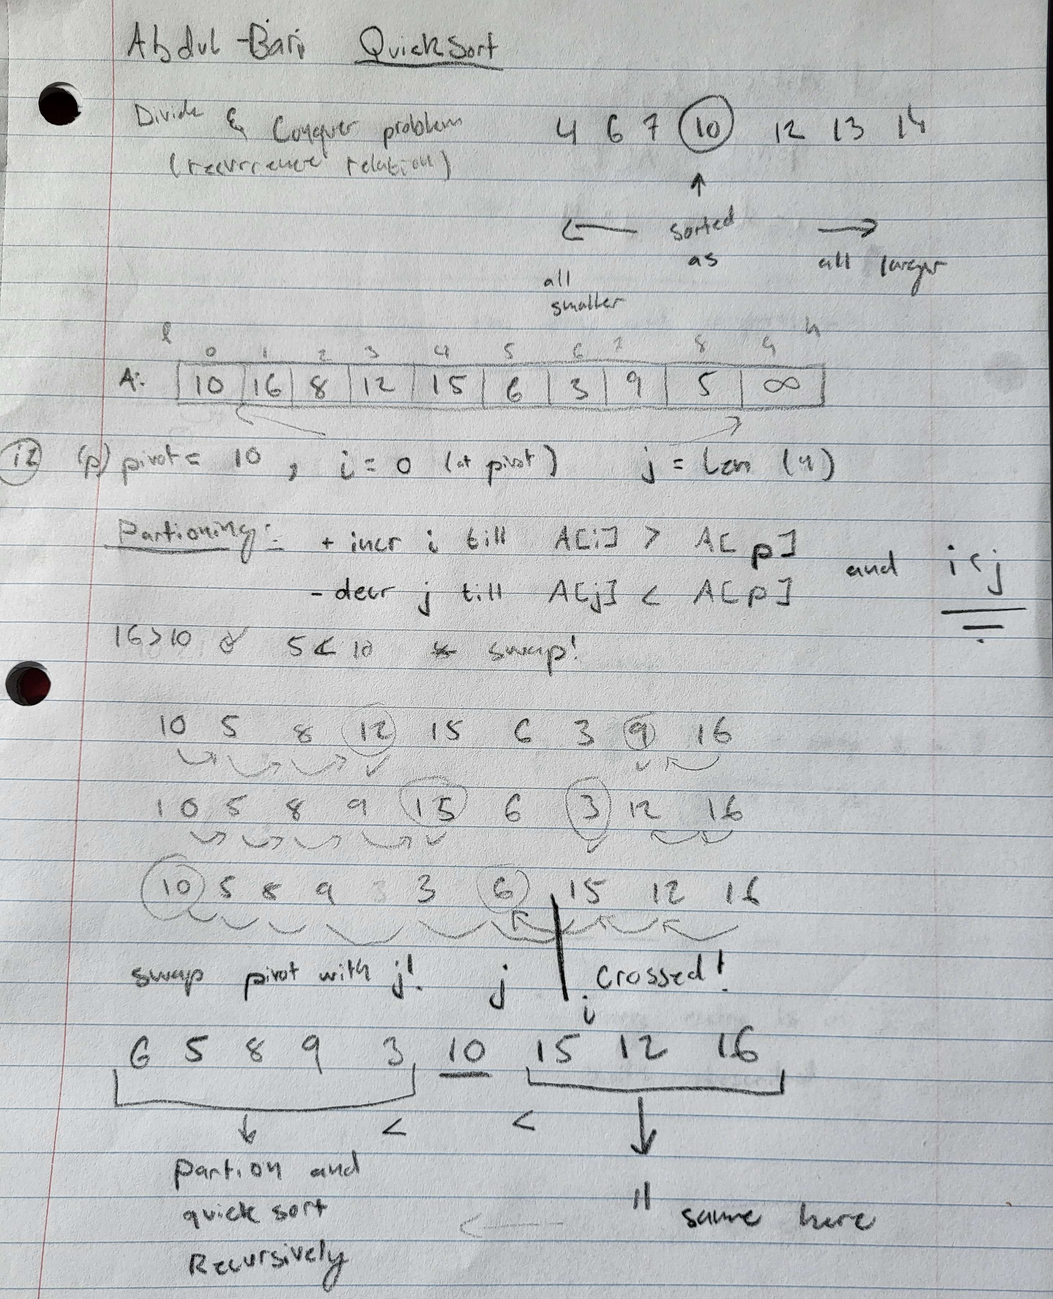 Abdul-Bari QuickSort
Divide & Conquer problem
(recurrence relation)
4 6 7 10 12 13 14
↑
← sorted as →
all smaller
all larger
l 0 1 2 3 4 5 6 7 8 9 h
A: 10 16 8 12 15 6 3 9 5 ∞
(p) pivot = 10 , i = 0 (at pivot) j = Len (9)
Partioning: + incr i till A[i] > A[p]
- decr j till A[j] < A[p]
and i<j
16>10 5<10 swap!
10 5 8 12 15 6 3 9 16
10 5 8 9 15 6 3 12 16
10 5 8 9 3 3 6 15 12 16
swap pivot with j! j | crossed!
i
6 5 8 9 3 10 15 12 16
< <
Partion and
quick sort
Recursively
" same here